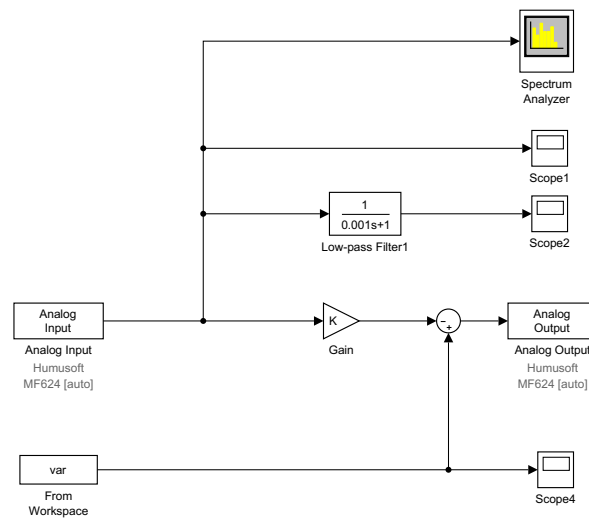 Spectrum
Analyzer
Scope1
1
0.001s+1
Low-pass Filter1
Scope2
Analog
Input
Analog Input
Humusoft
MF624 [auto]
K
Gain
−
+
Analog
Output
Analog Output
Humusoft
MF624 [auto]
var
From
Workspace
Scope4